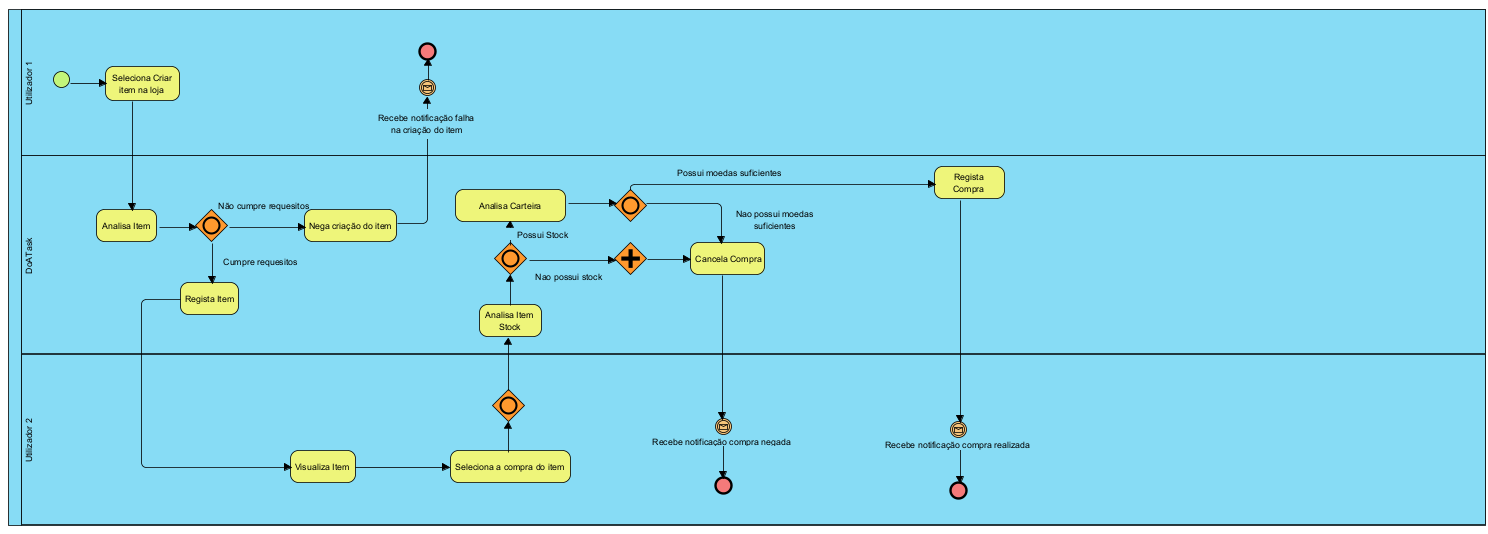 Utilizador 1
Seleciona Criar
item na loja
Recebe notificação falha
na criação do item
DoATask
Analisa Item
Não cumpre requesitos
Nega criação do item
Cumpre requesitos
Regista Item
Analisa Carteira
Possui Stock
Nao possui stock
Analisa Item
Stock
Possui moedas suficientes
Nao possui moedas
suficientes
Cancela Compra
Regista
Compra
Utilizador 2
Visualiza Item
Seleciona a compra do item
Recebe notificação compra negada
Recebe notificação compra realizada